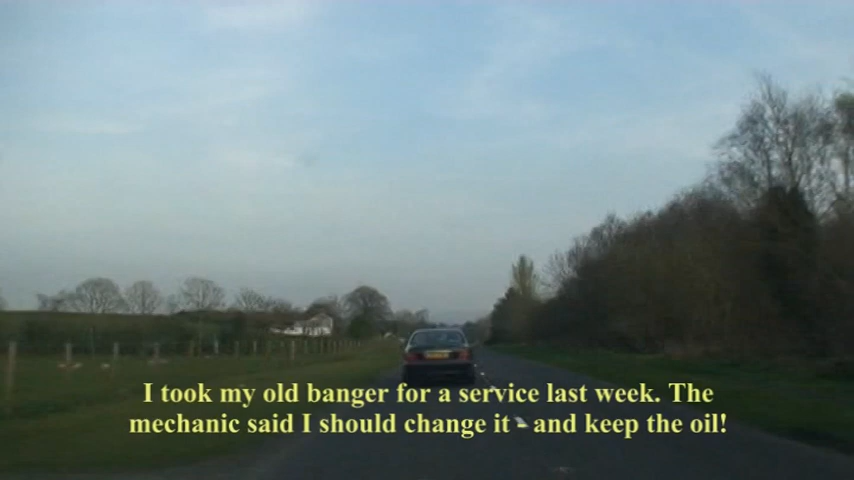 I took my old banger for a service last week. The
mechanic said I should change it - and keep the oil!